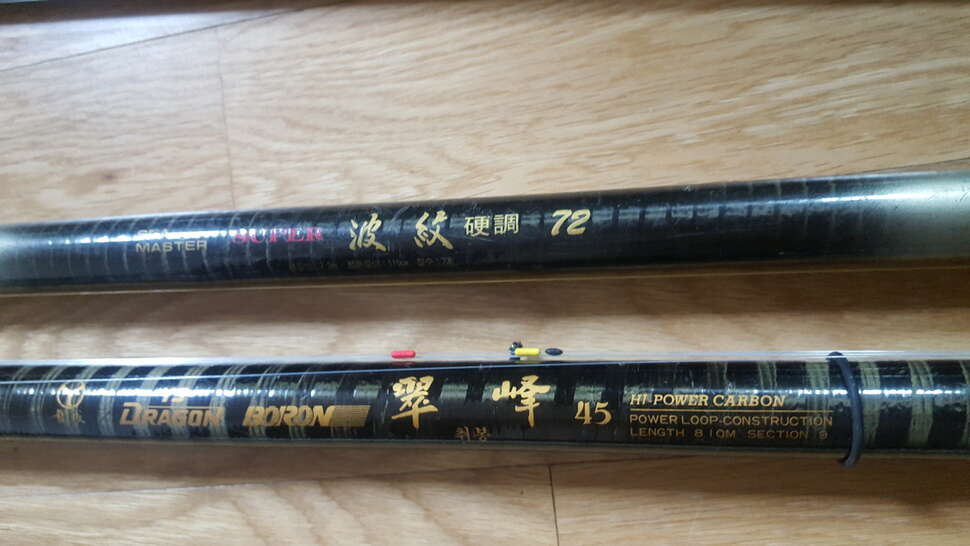 MASTER SUPER 波紋 硬調 72
DRAGON BORON 翠峰 45
취봉
HI-POWER CARBON
POWER LOOP-CONSTRUCTION
LENGTH 8.10M SECTION 9